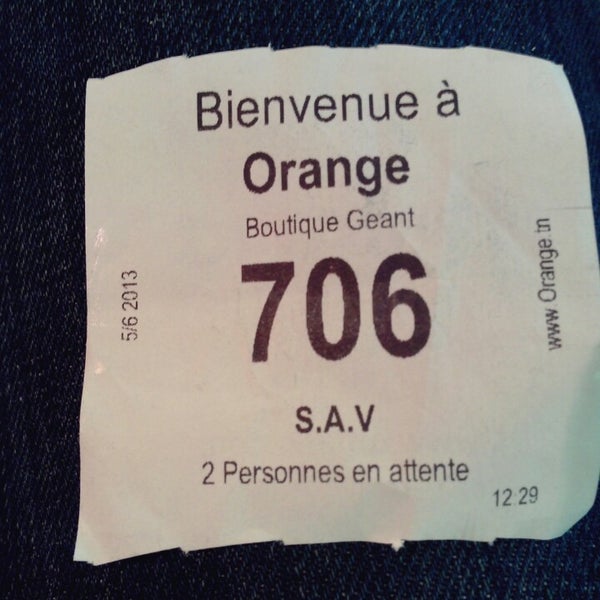 Bienvenue à
Orange
Boutique Geant
706
S.A.V
2 Personnes en attente
12:29
5/6 2013
www Orange.tn